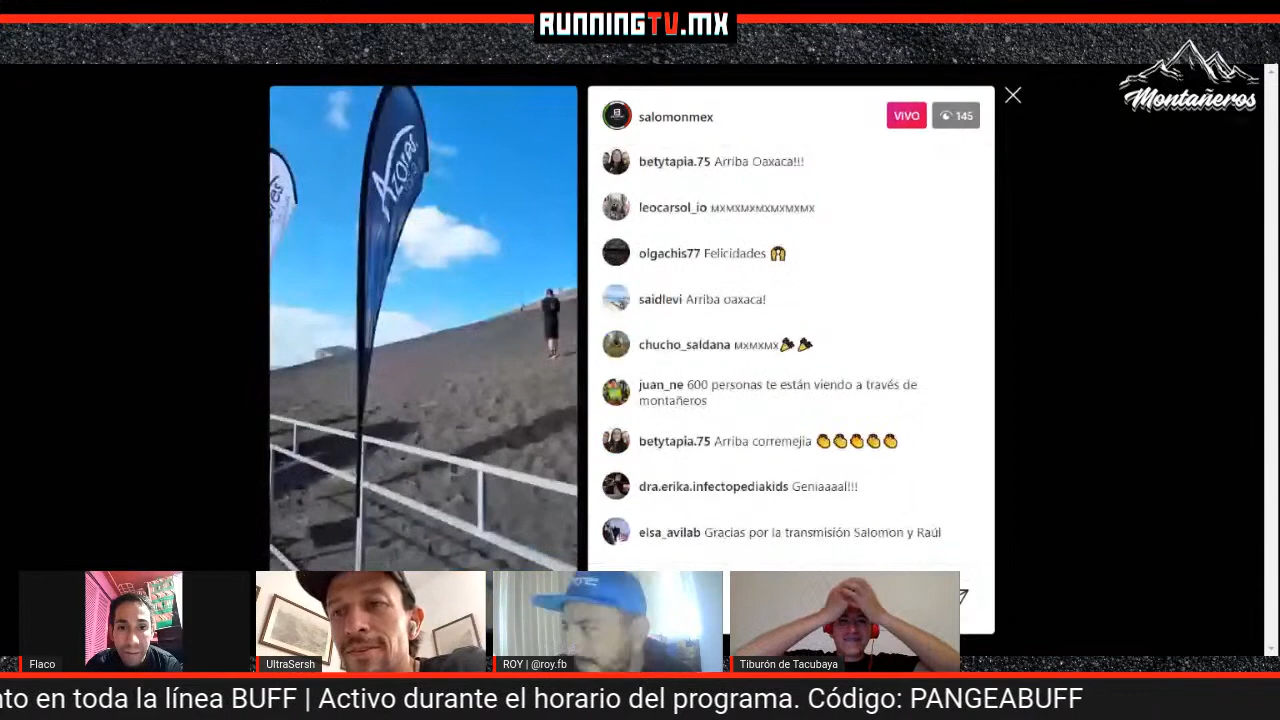 RUNNINGTV.MX
Montañeros
Azores
salomonmex
VIVO
145
betytapia.75 Arriba Oaxaca!!!
leocarsol_io мxмxмxмxмxмxмx
olgachis77 Felicidades
saidlevi Arriba oaxaca!
chucho_saldana мxмxмx
juan_ne 600 personas te están viendo a través de
montañeros
betytapia.75 Arriba corremejia
dra.erika.infectopediakids Geniaaaal!!!
elsa_avilab Gracias por la transmisión Salomon y Raúl
Flaco
UltraSersh
ROY | @roy.fb
Tiburón de Tacubaya
nto en toda la línea BUFF | Activo durante el horario del programa. Código: PANGEABUFF